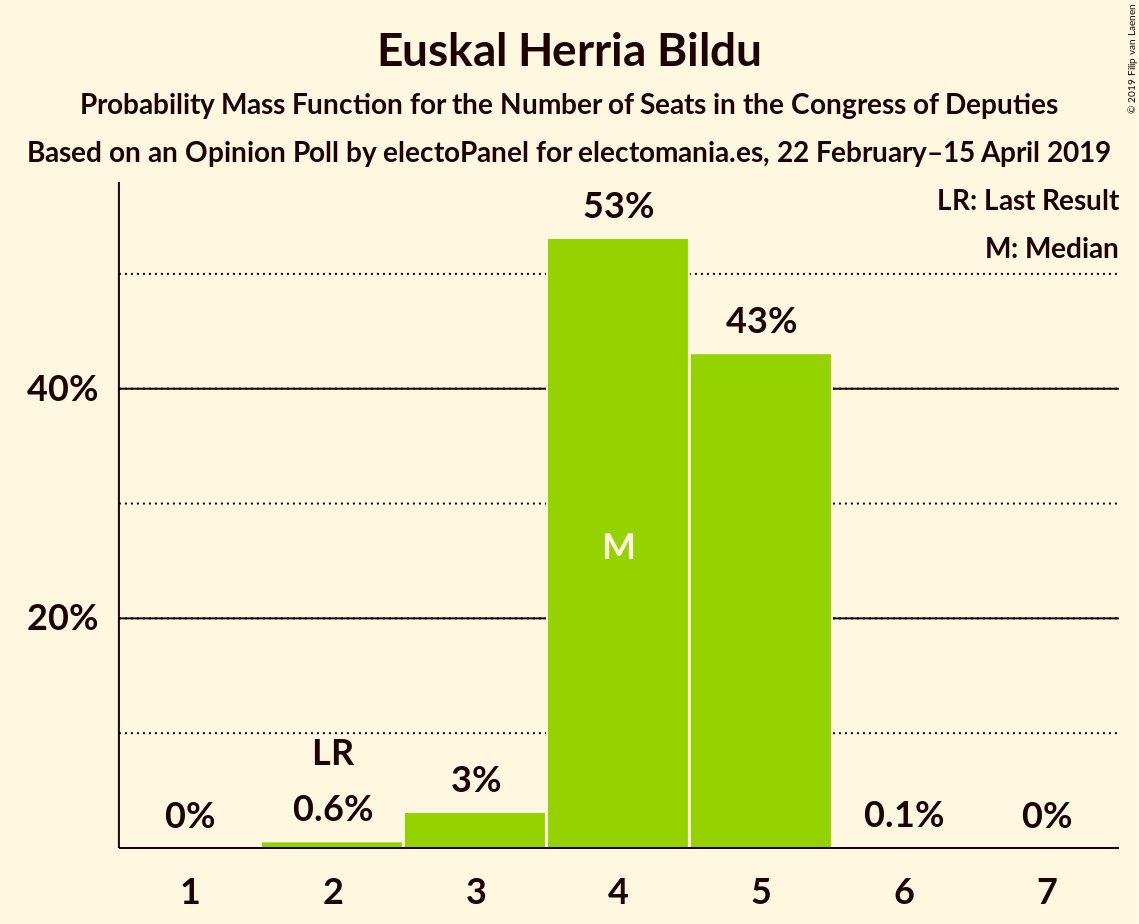 Euskal Herria Bildu
Probability Mass Function for the Number of Seats in the Congress of Deputies
Based on an Opinion Poll by electoPanel for electomania.es, 22 February–15 April 2019
© 2019 Filip van Laenen
LR: Last Result
M: Median
53%
43%
40%
M
20%
LR
3%
0%
0.6%
0.1%
0%
1
2
3
4
5
6
7